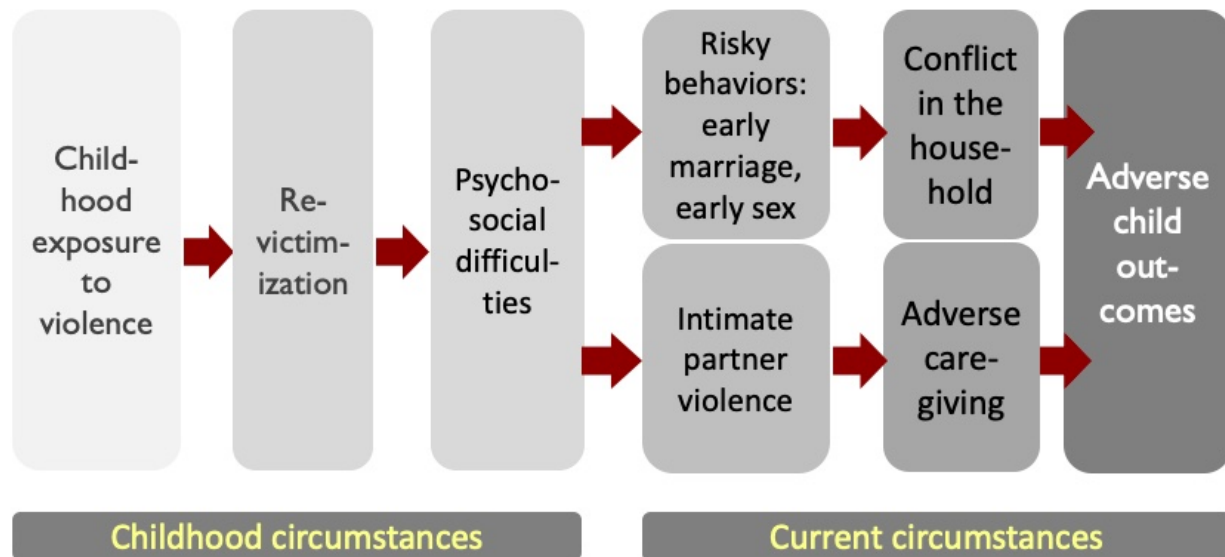 Child-
hood
exposure
to
violence
Re-
victim-
ization
Psycho-
social
difficul-
ties
Risky
behaviors:
early
marriage,
early sex
Conflict
in the
house-
hold
Intimate
partner
violence
Adverse
care-
giving
Adverse
child
out-
comes
Childhood circumstances
Current circumstances